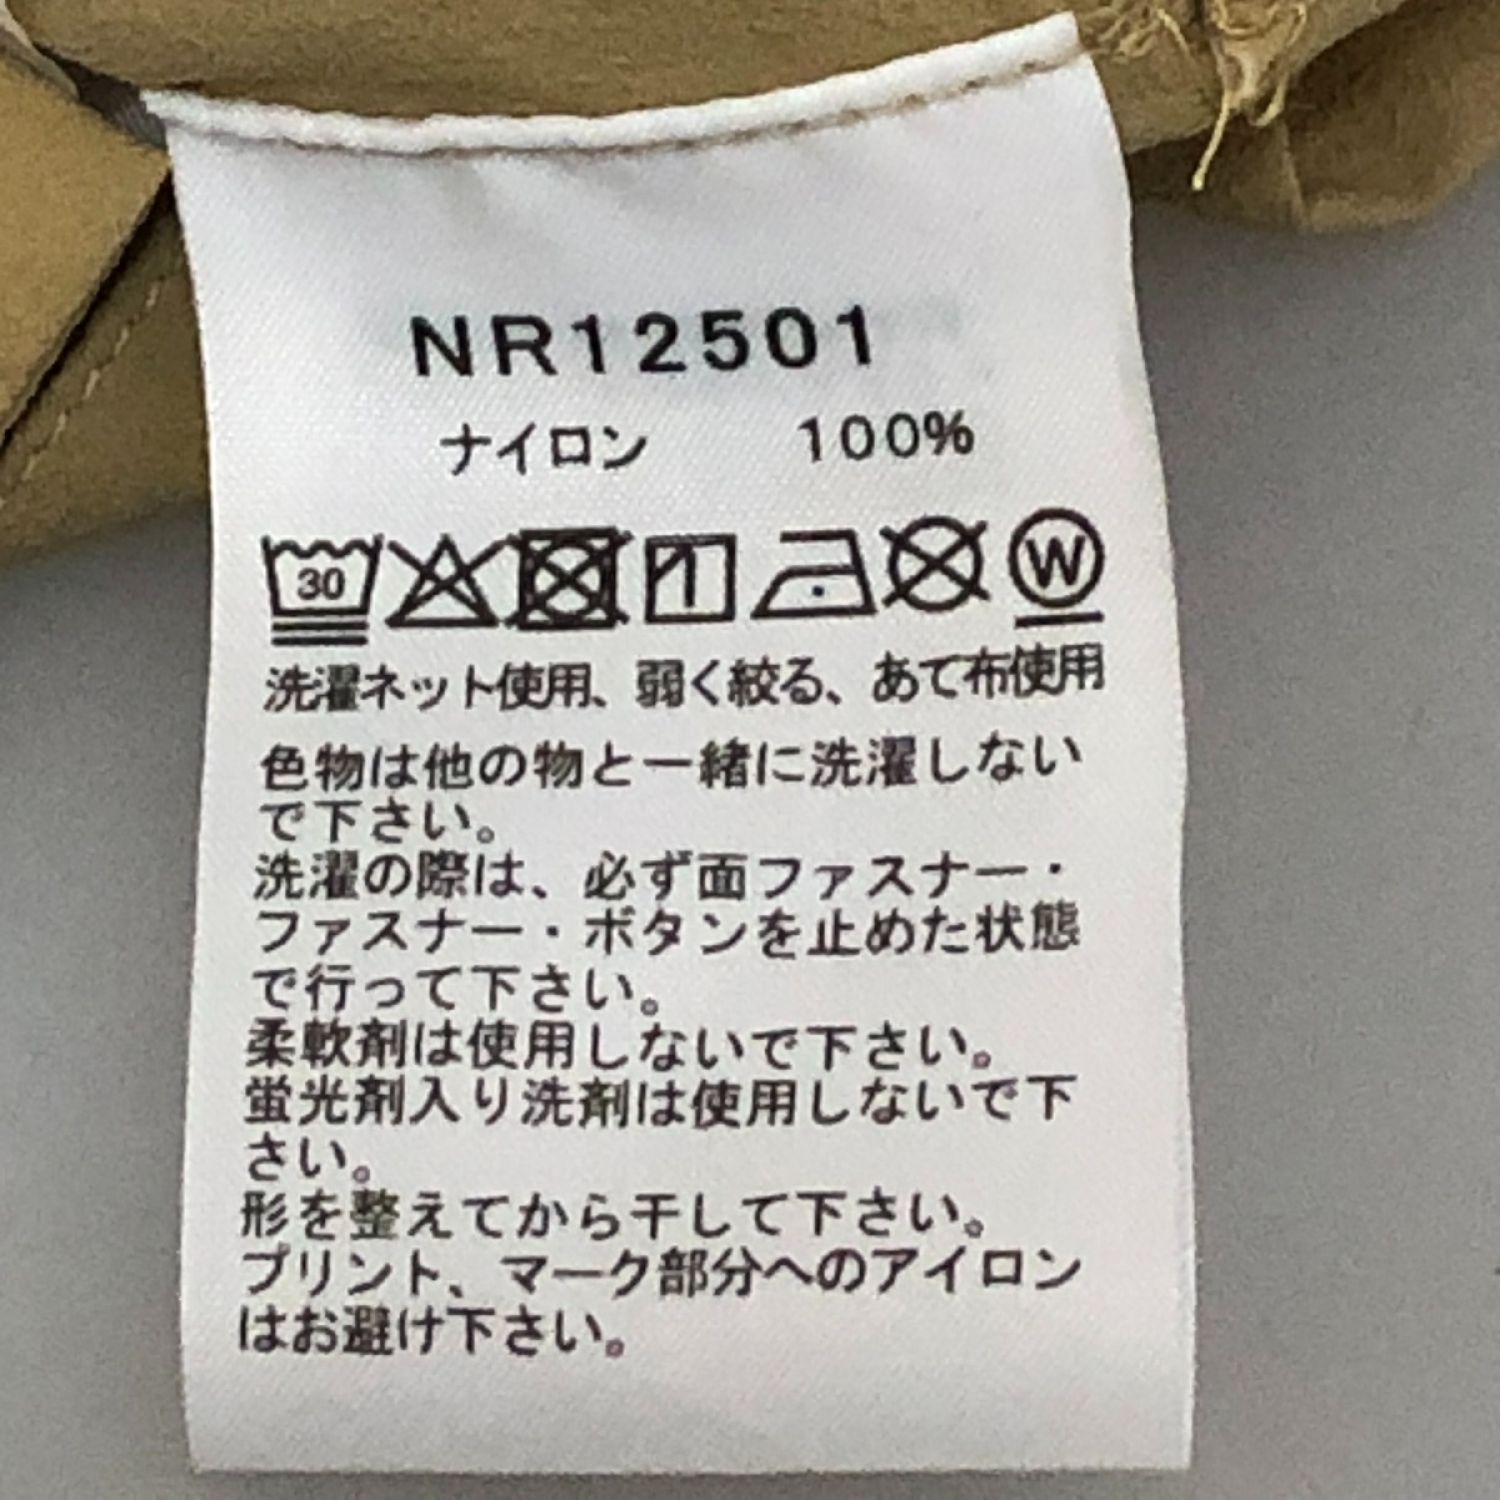 NR12501
ナイロン 100%
30 W
洗濯ネット使用、弱く絞る、あて布使用
色物は他の物と一緒に洗濯しない
で下さい。
洗濯の際は、必ず面ファスナー・
ファスナー・ボタンを止めた状態
で行って下さい。
柔軟剤は使用しないで下さい。
蛍光剤入り洗剤は使用しないで下
さい。
形を整えてから干して下さい。
プリント、マーク部分へのアイロン
はお避け下さい。